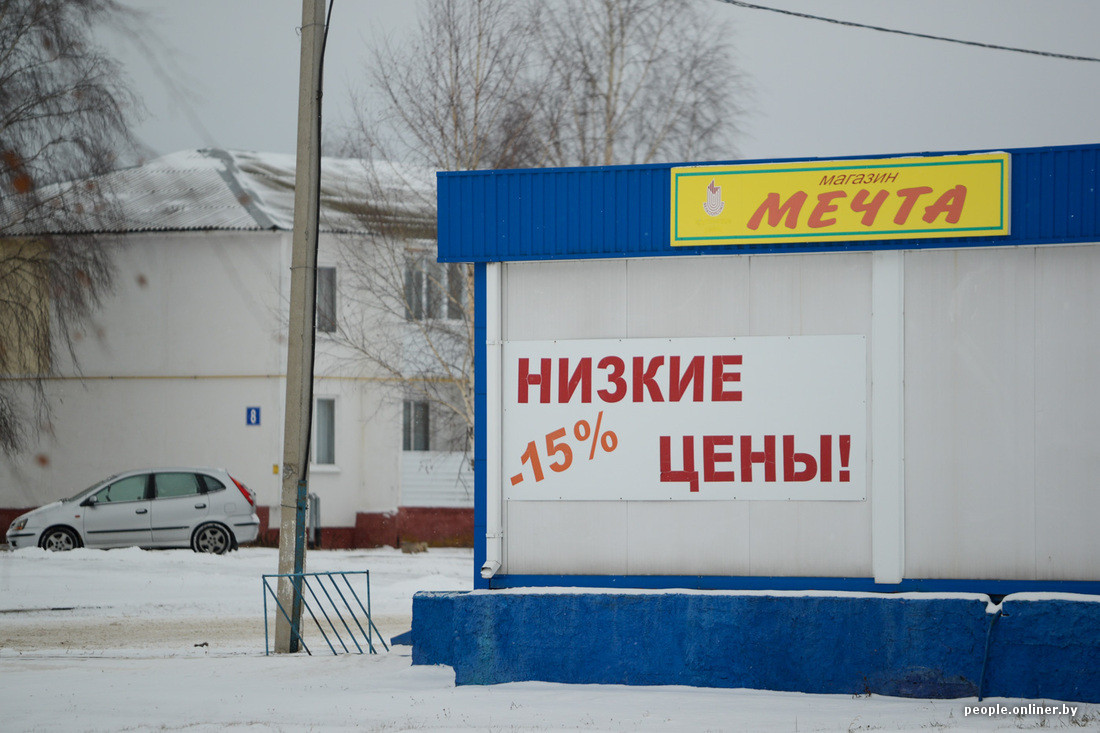 магазин
МЕЧТА
НИЗКИЕ
-15%
ЦЕНЫ!
8
people.onliner.by